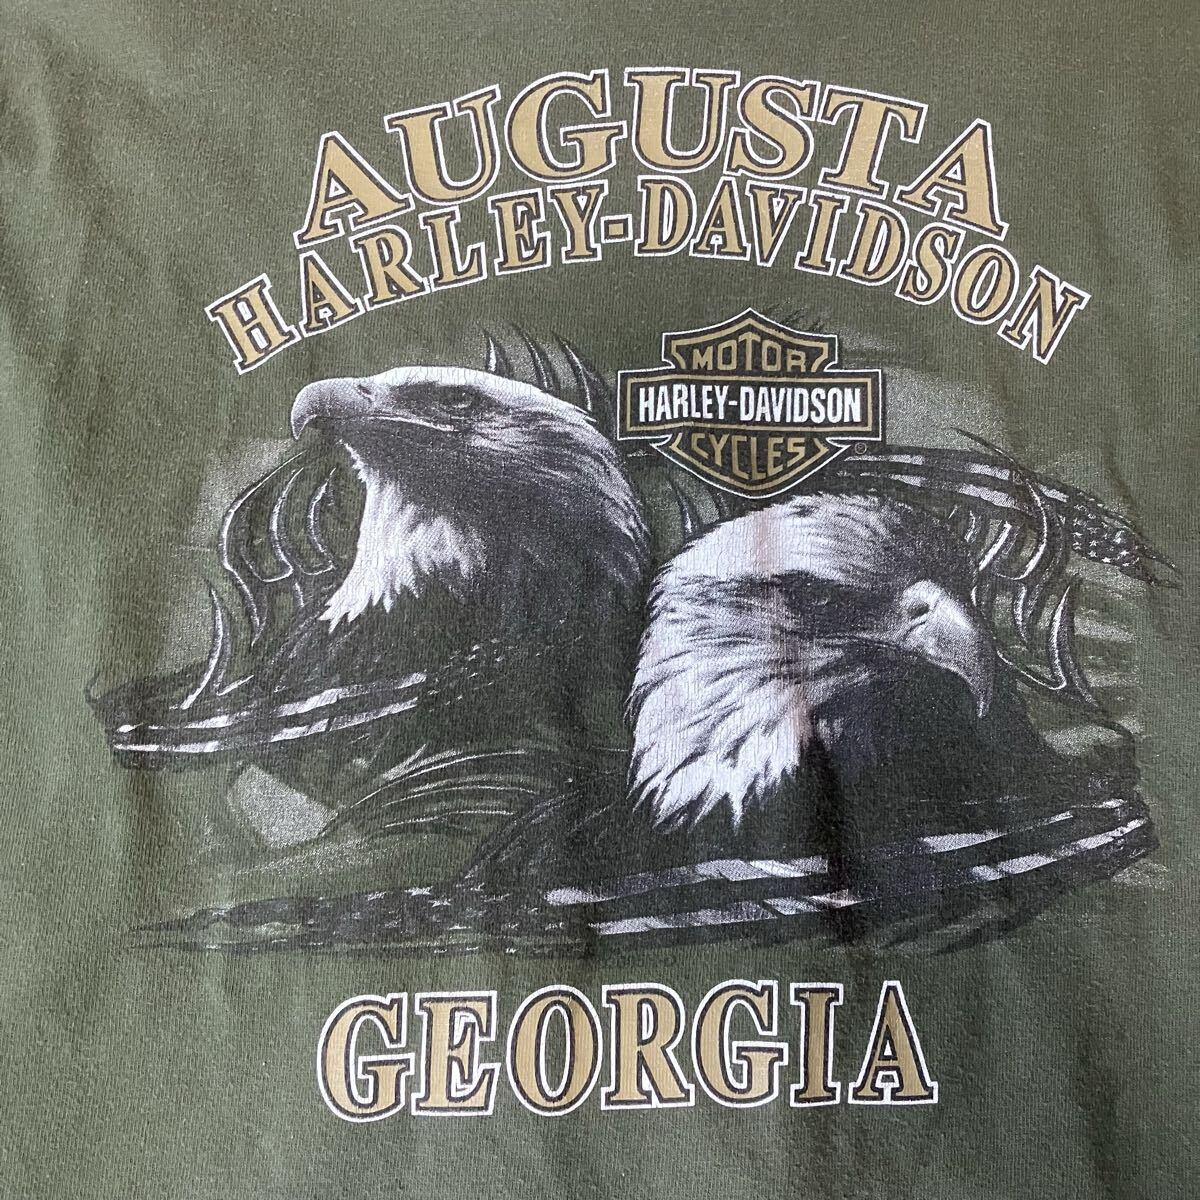 AUGUSTA
HARLEY-DAVIDSON
MOTOR
HARLEY-DAVIDSON
CYCLES
®
GEORGIA